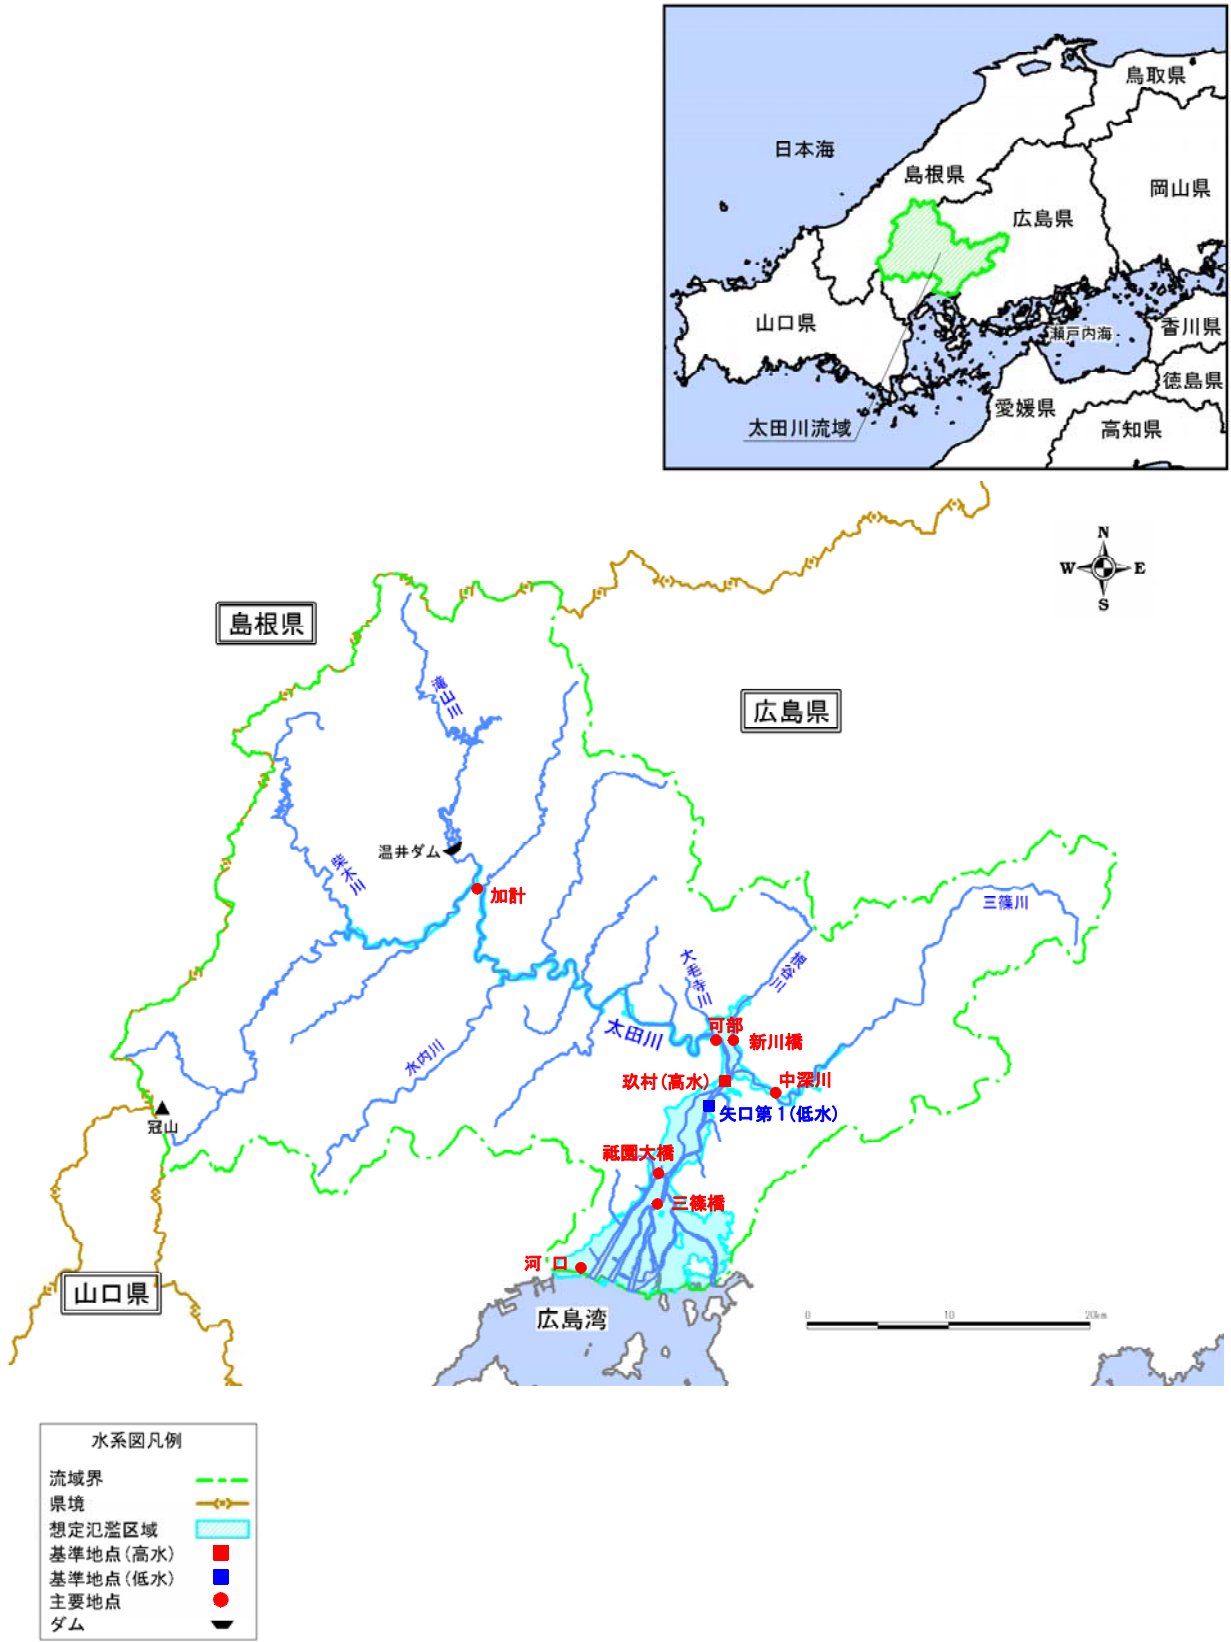 鳥取県
日本海
島根県
岡山県
広島県
山口県
瀬戸内海
香川県
徳島県
愛媛県
高知県
太田川流域
N
W E
S
島根県
広島県
滝山川
温井ダム
柴木川
加計
三篠川
大毛寺川
根谷川
太田川
可部
新川橋
水内川
玖村(高水)
中深川
矢口第1(低水)
冠山
祗園大橋
三篠橋
河口
山口県
広島湾
0 10 20km
水系図凡例
流域界
県境
想定氾濫区域
基準地点(高水)
基準地点(低水)
主要地点
ダム